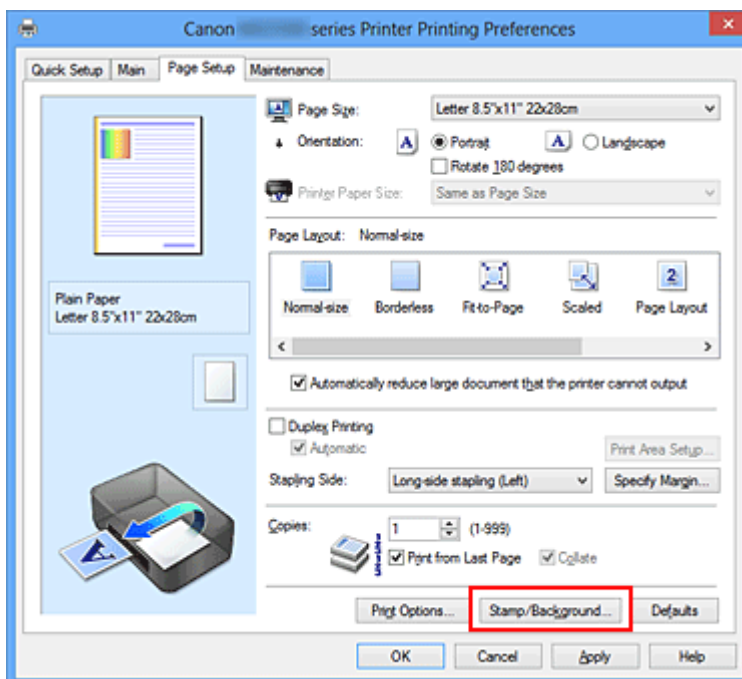 Canon series Printer Printing Preferences
Quick Setup Main Page Setup Maintenance
Page Size: Letter 8.5"x11" 22x28cm
Orientation: A Portrait A Landscape
Rotate 180 degrees
Printer Paper Size: Same as Page Size
Page Layout: Normal-size
2
Normal-size Borderless Fit-to-Page Scaled Page Layout
Plain Paper
Letter 8.5"x11" 22x28cm
Automatically reduce large document that the printer cannot output
Duplex Printing
Automatic Print Area Setup...
Stapling Side: Long-side stapling (Left) Specify Margin...
Copies: 1 (1-999)
Print from Last Page Collate
A
Print Options... Stamp/Background... Defaults
OK Cancel Apply Help